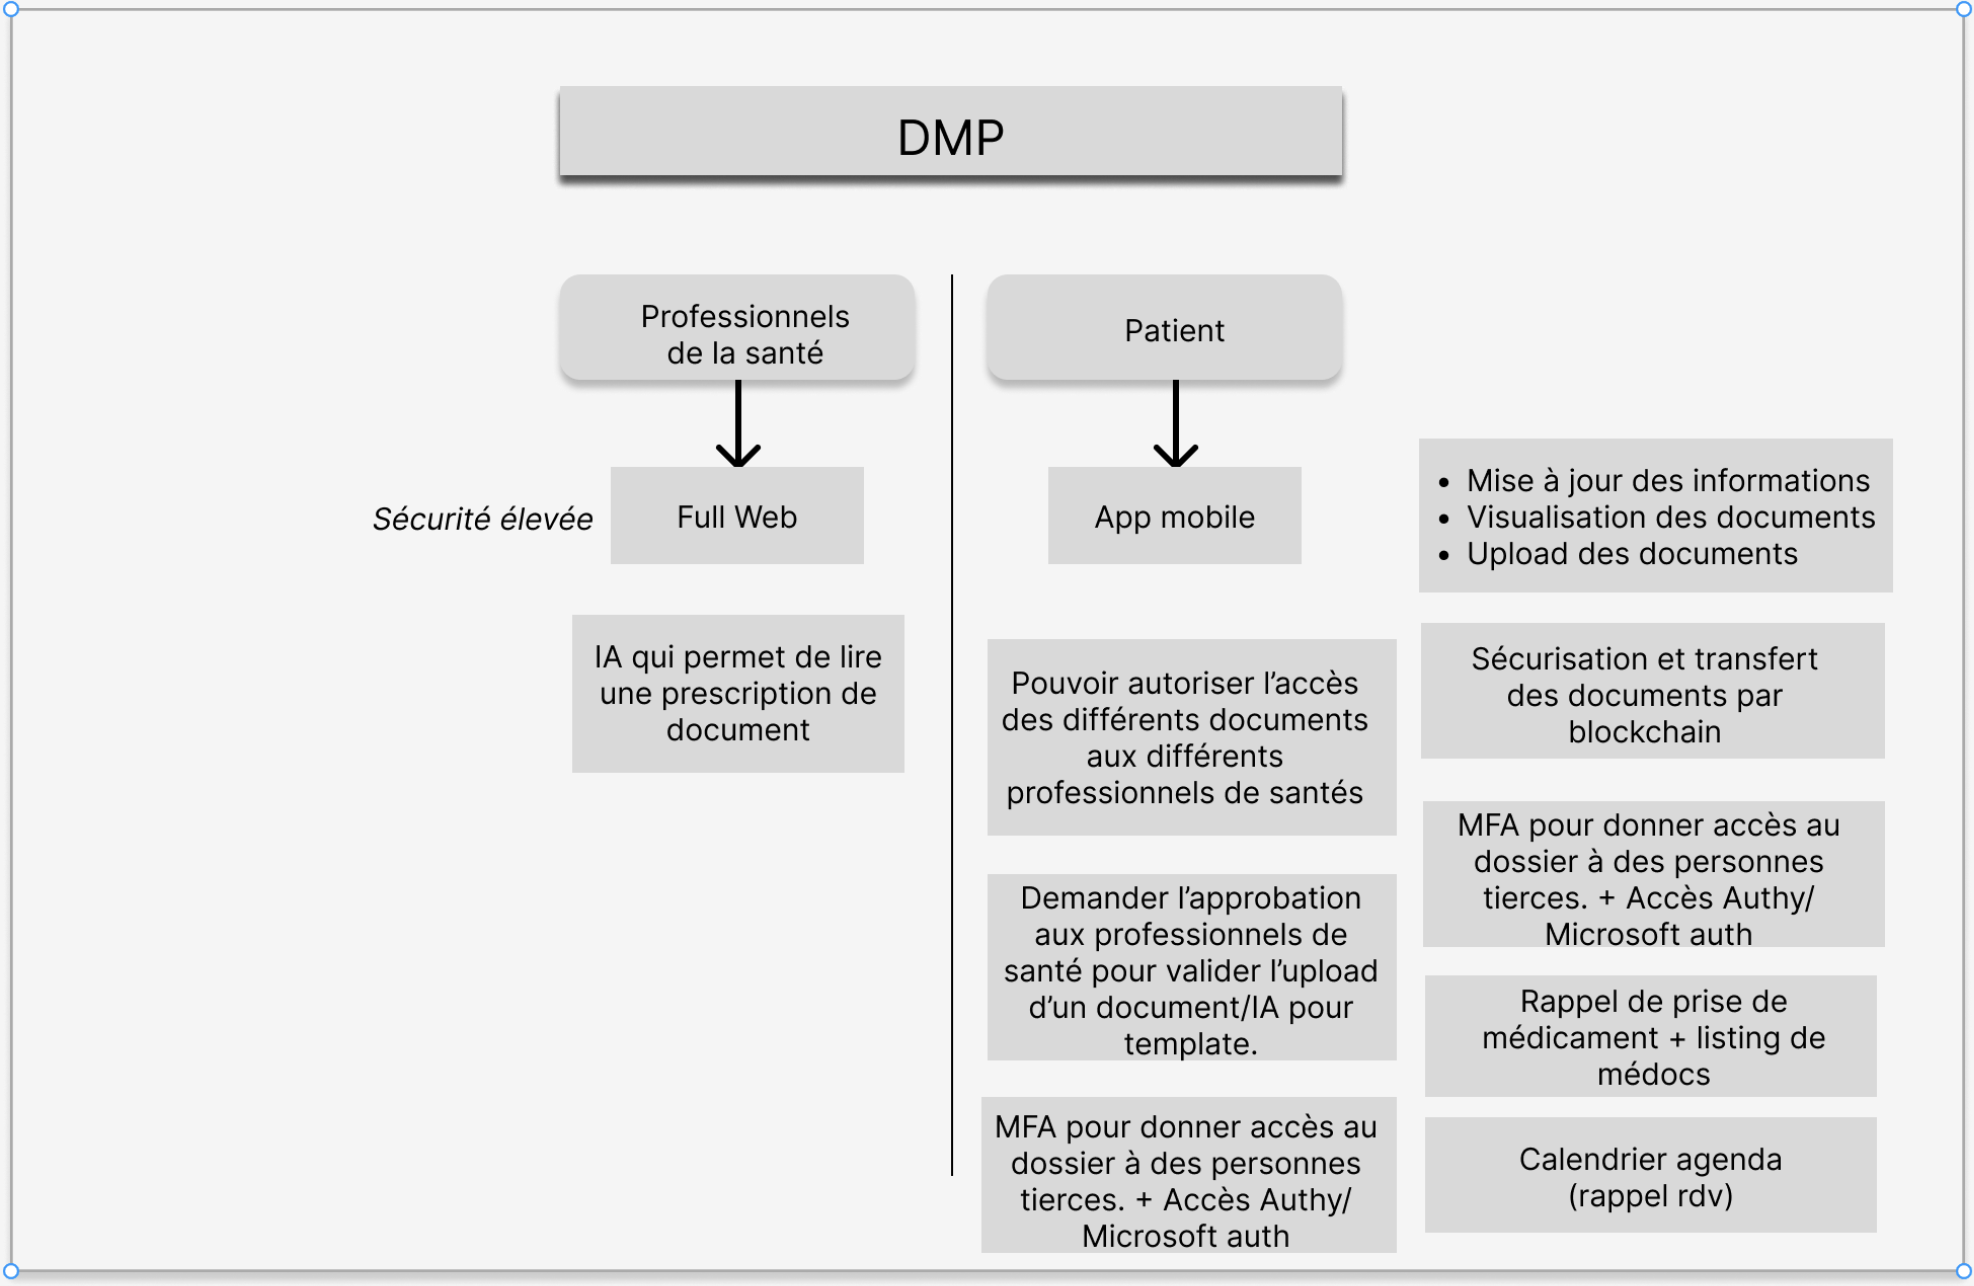 DMP
Professionnels
de la santé
Patient
Sécurité élevée
Full Web
App mobile
• Mise à jour des informations
• Visualisation des documents
• Upload des documents
IA qui permet de lire
une prescription de
document
Pouvoir autoriser l’accès
des différents documents
aux différents
professionnels de santés
Sécurisation et transfert
des documents par
blockchain
MFA pour donner accès au
dossier à des personnes
tierces. + Accès Authy/
Microsoft auth
Demander l’approbation
aux professionnels de
santé pour valider l’upload
d’un document/IA pour
template.
Rappel de prise de
médicament + listing de
médocs
MFA pour donner accès au
dossier à des personnes
tierces. + Accès Authy/
Microsoft auth
Calendrier agenda
(rappel rdv)